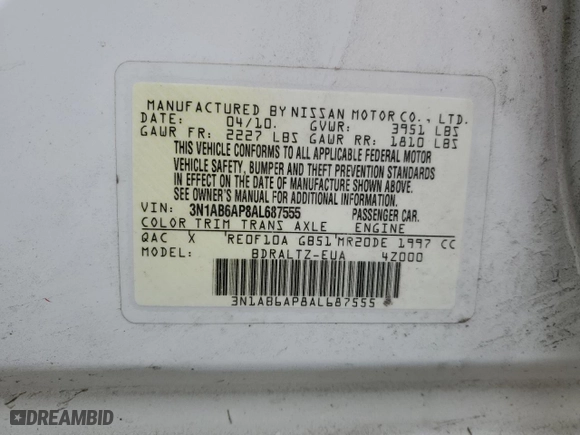 MANUFACTURED BY NISSAN MOTOR CO., LTD.
DATE: 04/10. GVWR: 3951 LBS
GAWR FR: 2227 LBS GAWR RR: 1810 LBS
THIS VEHICLE CONFORMS TO ALL APPLICABLE FEDERAL MOTOR
VEHICLE SAFETY, BUMPER AND THEFT PREVENTION STANDARDS
IN EFFECT ON THE DATE OF MANUFACTURE SHOWN ABOVE.
SEE OWNER'S MANUAL FOR ADDITIONAL INFORMATION.
VIN: 3N1AB6AP8AL687555 PASSENGER CAR.
COLOR TRIM TRANS AXLE ENGINE
QAC X RE0F10A GB51 MR20DE 1997 CC
MODEL: BDRALTZ-EUA 4Z000
3N1AB6AP8AL687555
DREAMBID